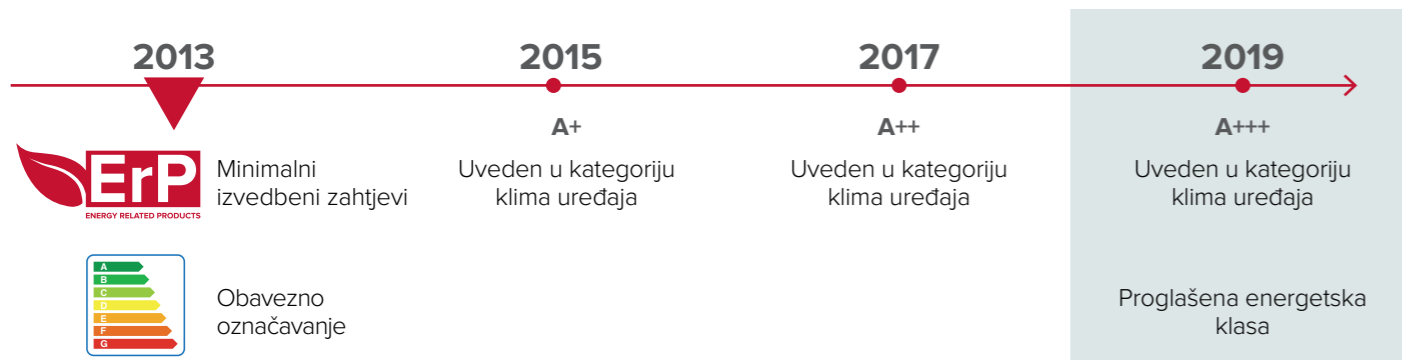 2013
2015
2017
2019
A+
A++
A+++
ErP
ENERGY RELATED PRODUCTS
Minimalni
izvedbeni zahtjevi
Uveden u kategoriju
klima uređaja
Uveden u kategoriju
klima uređaja
Uveden u kategoriju
klima uređaja
A
B
C
D
E
F
G
Obavezno
označavanje
Proglašena energetska
klasa